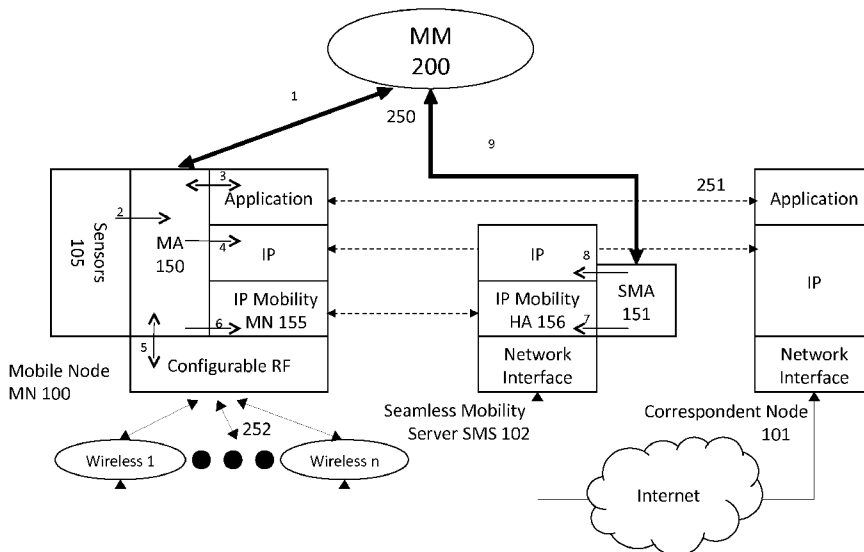 MM
200
1
250
9
3
Application
251
Application
2
Sensors
105
MA
150
4
IP
IP
8
IP
SMA
151
IP Mobility
MN 155
6
IP Mobility
HA 156
7
5
Configurable RF
Network
Interface
Network
Interface
Mobile Node
MN 100
Seamless Mobility
Server SMS 102
Correspondent Node
101
252
Wireless 1
Wireless n
Internet